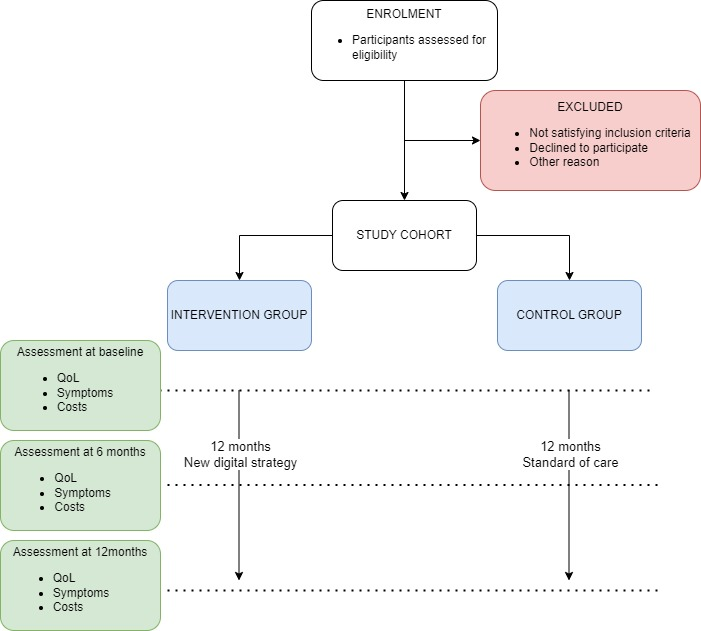 ENROLMENT
• Participants assessed for
eligibility
EXCLUDED
• Not satisfying inclusion criteria
• Declined to participate
• Other reason
STUDY COHORT
INTERVENTION GROUP
CONTROL GROUP
Assessment at baseline
• QoL
• Symptoms
• Costs
12 months
New digital strategy
12 months
Standard of care
Assessment at 6 months
• QoL
• Symptoms
• Costs
Assessment at 12months
• QoL
• Symptoms
• Costs